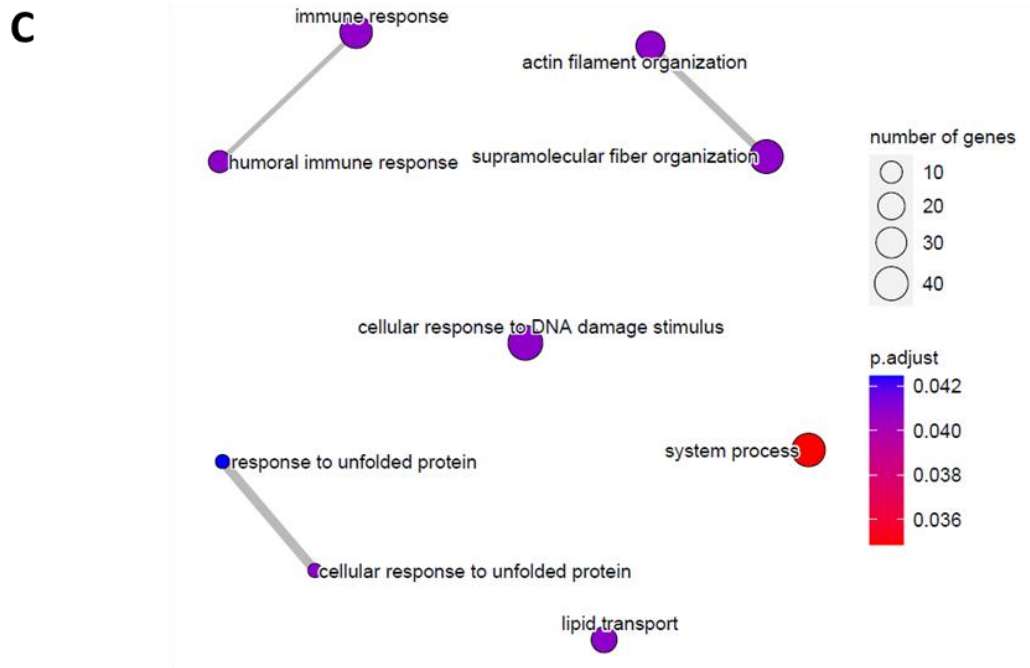 C
immune response
actin filament organization
humoral immune response
supramolecular fiber organization
cellular response to DNA damage stimulus
system process
response to unfolded protein
cellular response to unfolded protein
lipid transport
number of genes
10
20
30
40
p.adjust
0.042
0.040
0.038
0.036